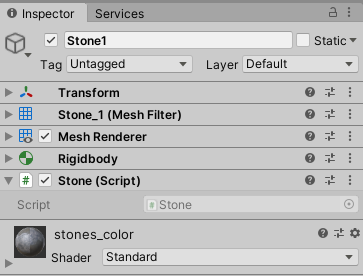 Inspector Services
Stone1 Static
Tag Untagged Layer Default
Transform
Stone_1 (Mesh Filter)
Mesh Renderer
Rigidbody
Stone (Script)
Script Stone
stones_color
Shader Standard